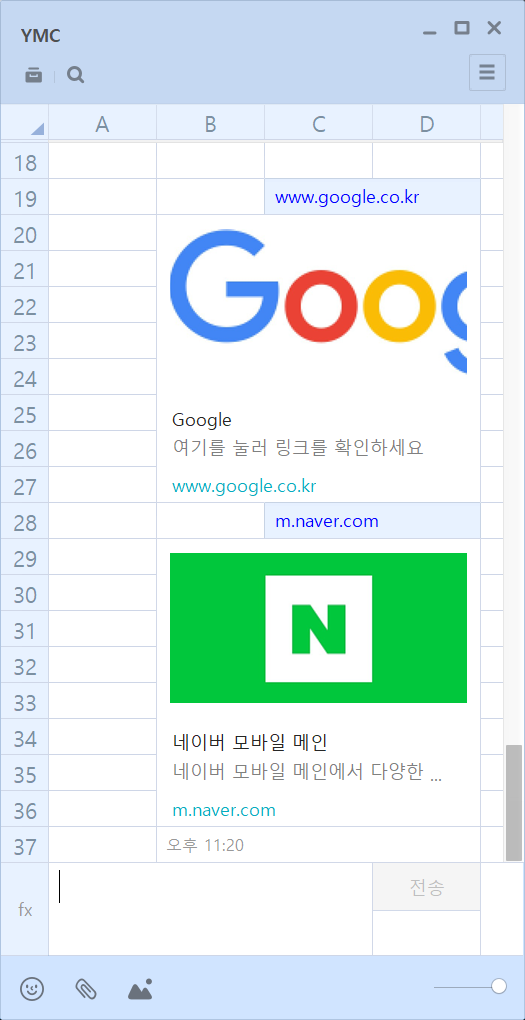 YMC
A B C D
18
19 www.google.co.kr
20
21 Goog
22
23
24
25 Google
26 여기를 눌러 링크를 확인하세요
27 www.google.co.kr
28 m.naver.com
29
30
31 N
32
33
34 네이버 모바일 메인
35 네이버 모바일 메인에서 다양한 ...
36 m.naver.com
37 오후 11:20
fx 전송